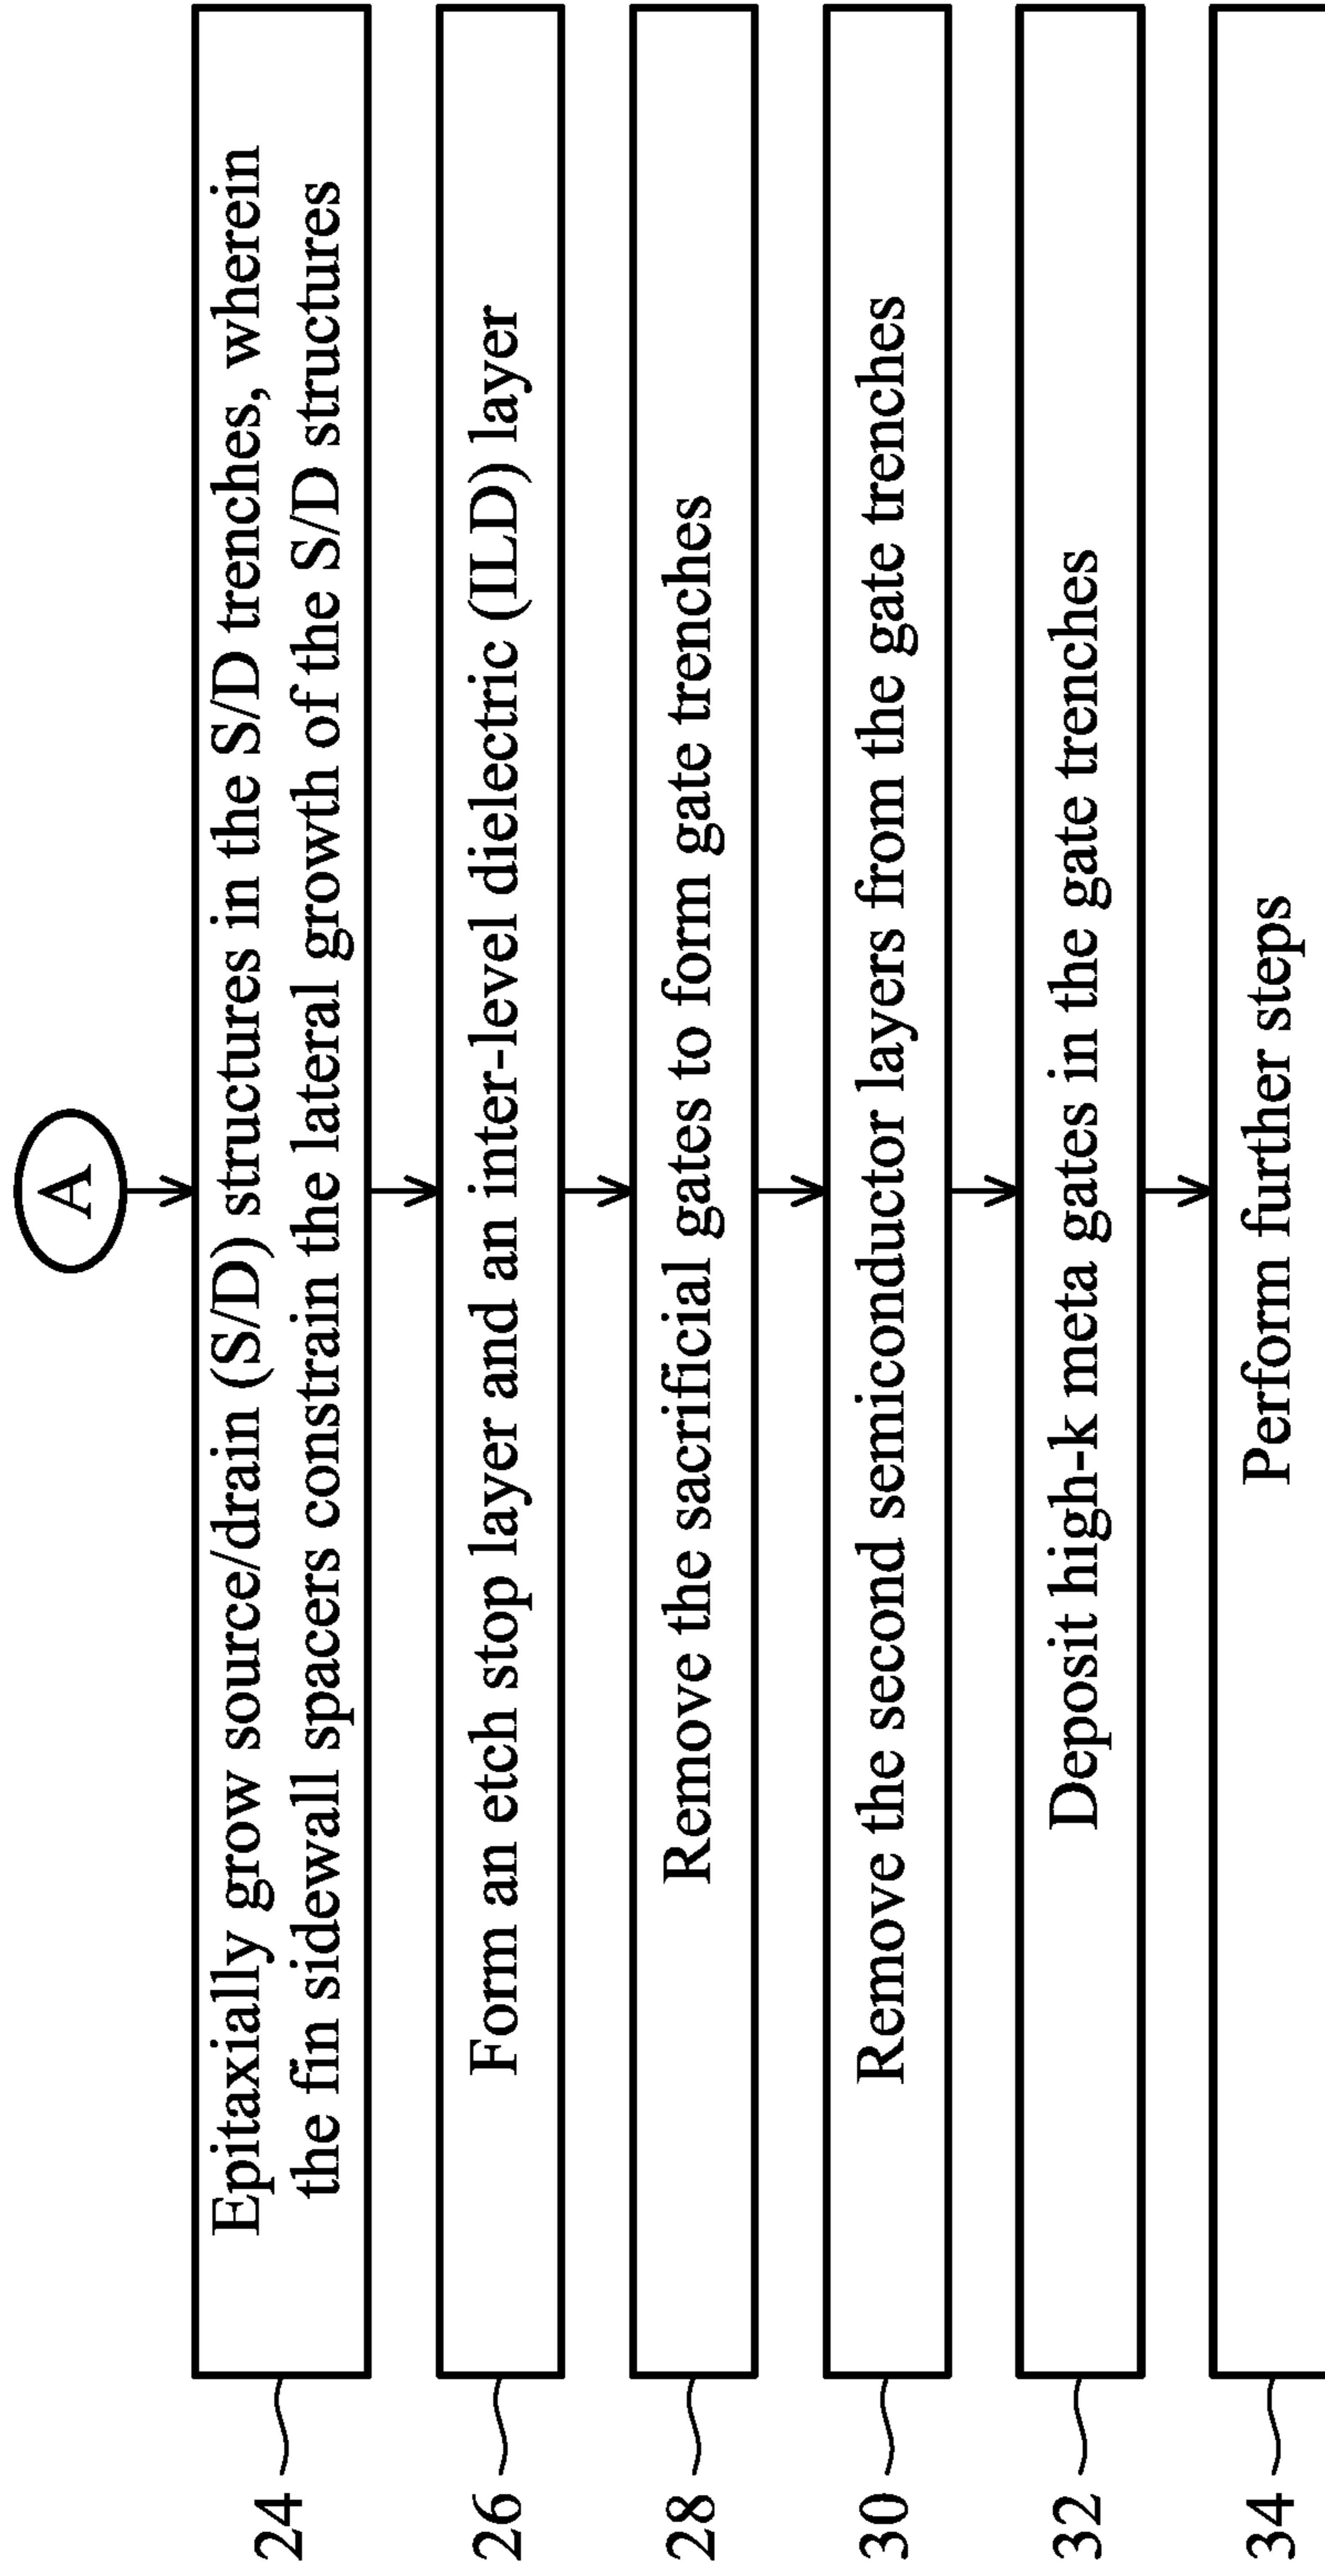 A
24
Epitaxially grow source/drain (S/D) structures in the S/D trenches, wherein
the fin sidewall spacers constrain the lateral growth of the S/D structures
26
Form an etch stop layer and an inter-level dielectric (ILD) layer
28
Remove the sacrificial gates to form gate trenches
30
Remove the second semiconductor layers from the gate trenches
32
Deposit high-k meta gates in the gate trenches
34
Perform further steps